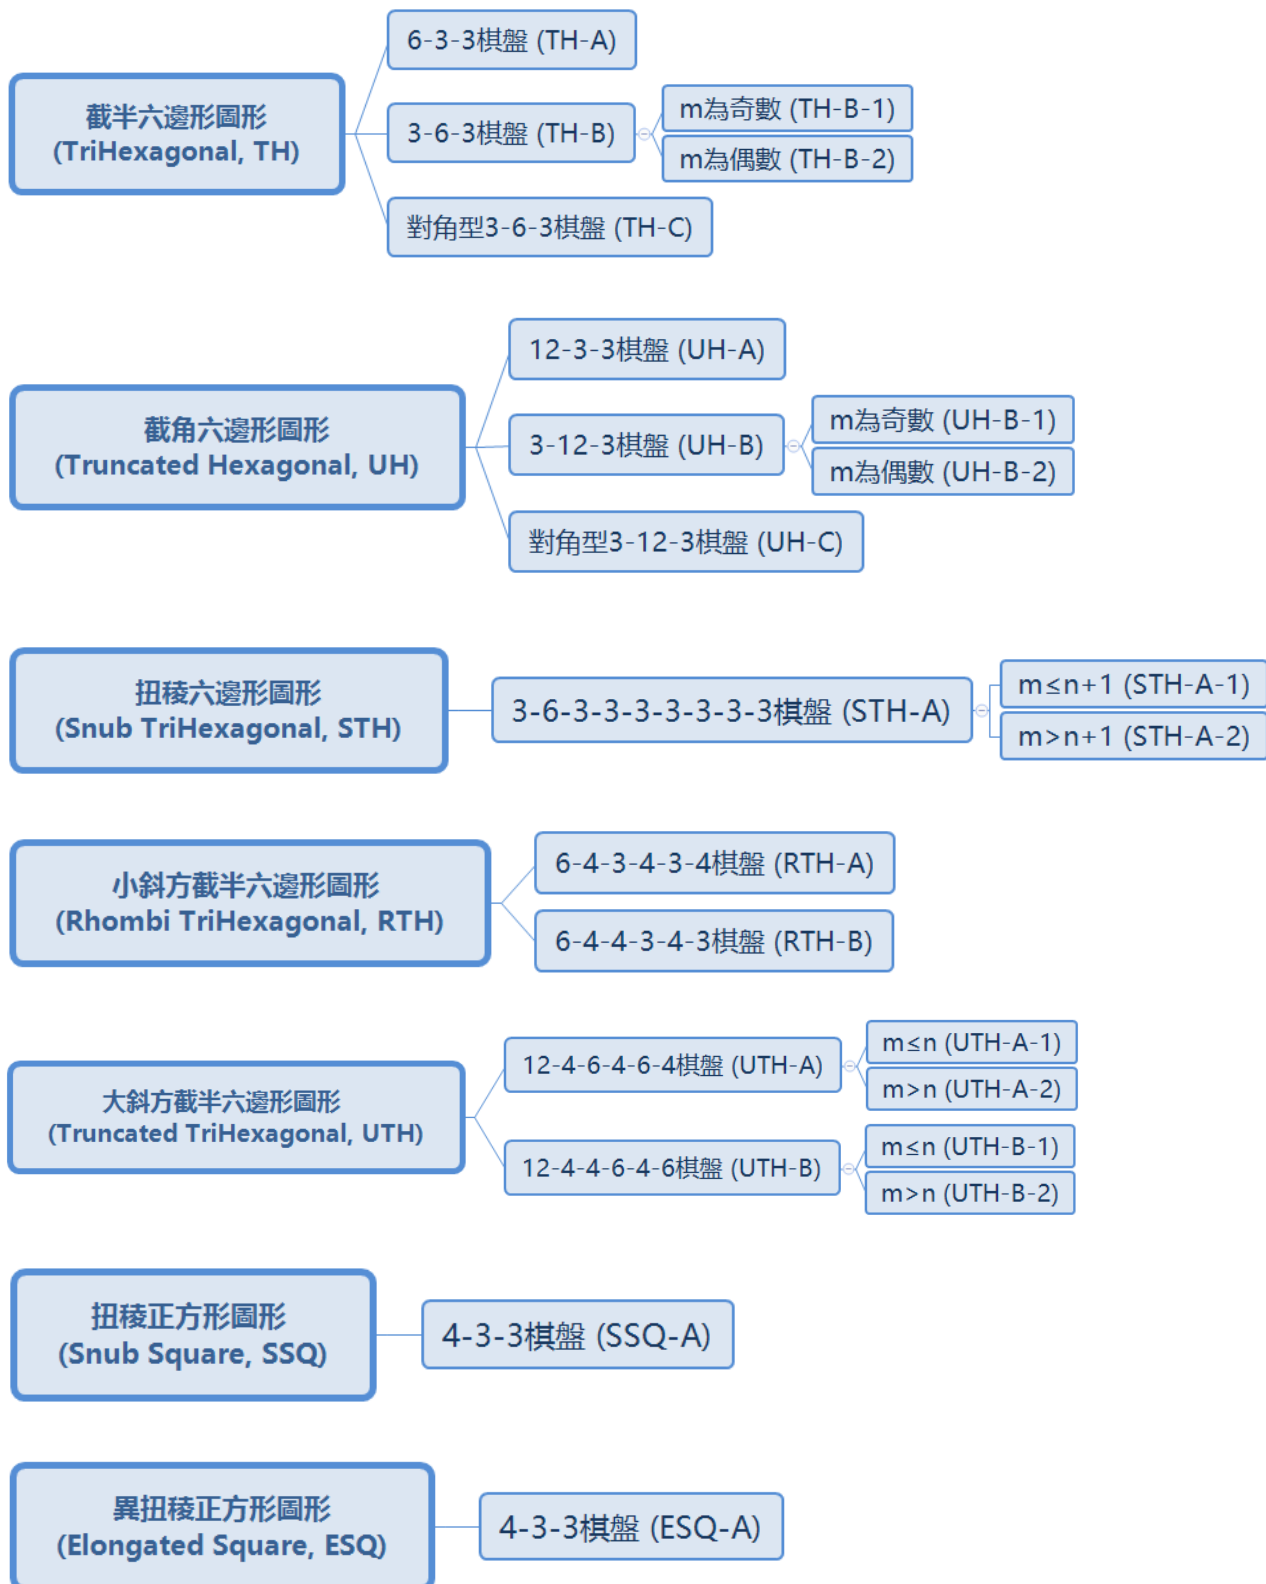 截半六邊形圖形
(TriHexagonal, TH)
6-3-3棋盤 (TH-A)
3-6-3棋盤 (TH-B)
m為奇數 (TH-B-1)
m為偶數 (TH-B-2)
對角型3-6-3棋盤 (TH-C)
截角六邊形圖形
(Truncated Hexagonal, UH)
12-3-3棋盤 (UH-A)
3-12-3棋盤 (UH-B)
m為奇數 (UH-B-1)
m為偶數 (UH-B-2)
對角型3-12-3棋盤 (UH-C)
扭稜六邊形圖形
(Snub TriHexagonal, STH)
3-6-3-3-3-3-3-3-3棋盤 (STH-A)
m≤n+1 (STH-A-1)
m>n+1 (STH-A-2)
小斜方截半六邊形圖形
(Rhombi TriHexagonal, RTH)
6-4-3-4-3-4棋盤 (RTH-A)
6-4-4-3-4-3棋盤 (RTH-B)
大斜方截半六邊形圖形
(Truncated TriHexagonal, UTH)
12-4-6-4-6-4棋盤 (UTH-A)
m≤n (UTH-A-1)
m>n (UTH-A-2)
12-4-4-6-4-6棋盤 (UTH-B)
m≤n (UTH-B-1)
m>n (UTH-B-2)
扭稜正方形圖形
(Snub Square, SSQ)
4-3-3棋盤 (SSQ-A)
異扭稜正方形圖形
(Elongated Square, ESQ)
4-3-3棋盤 (ESQ-A)